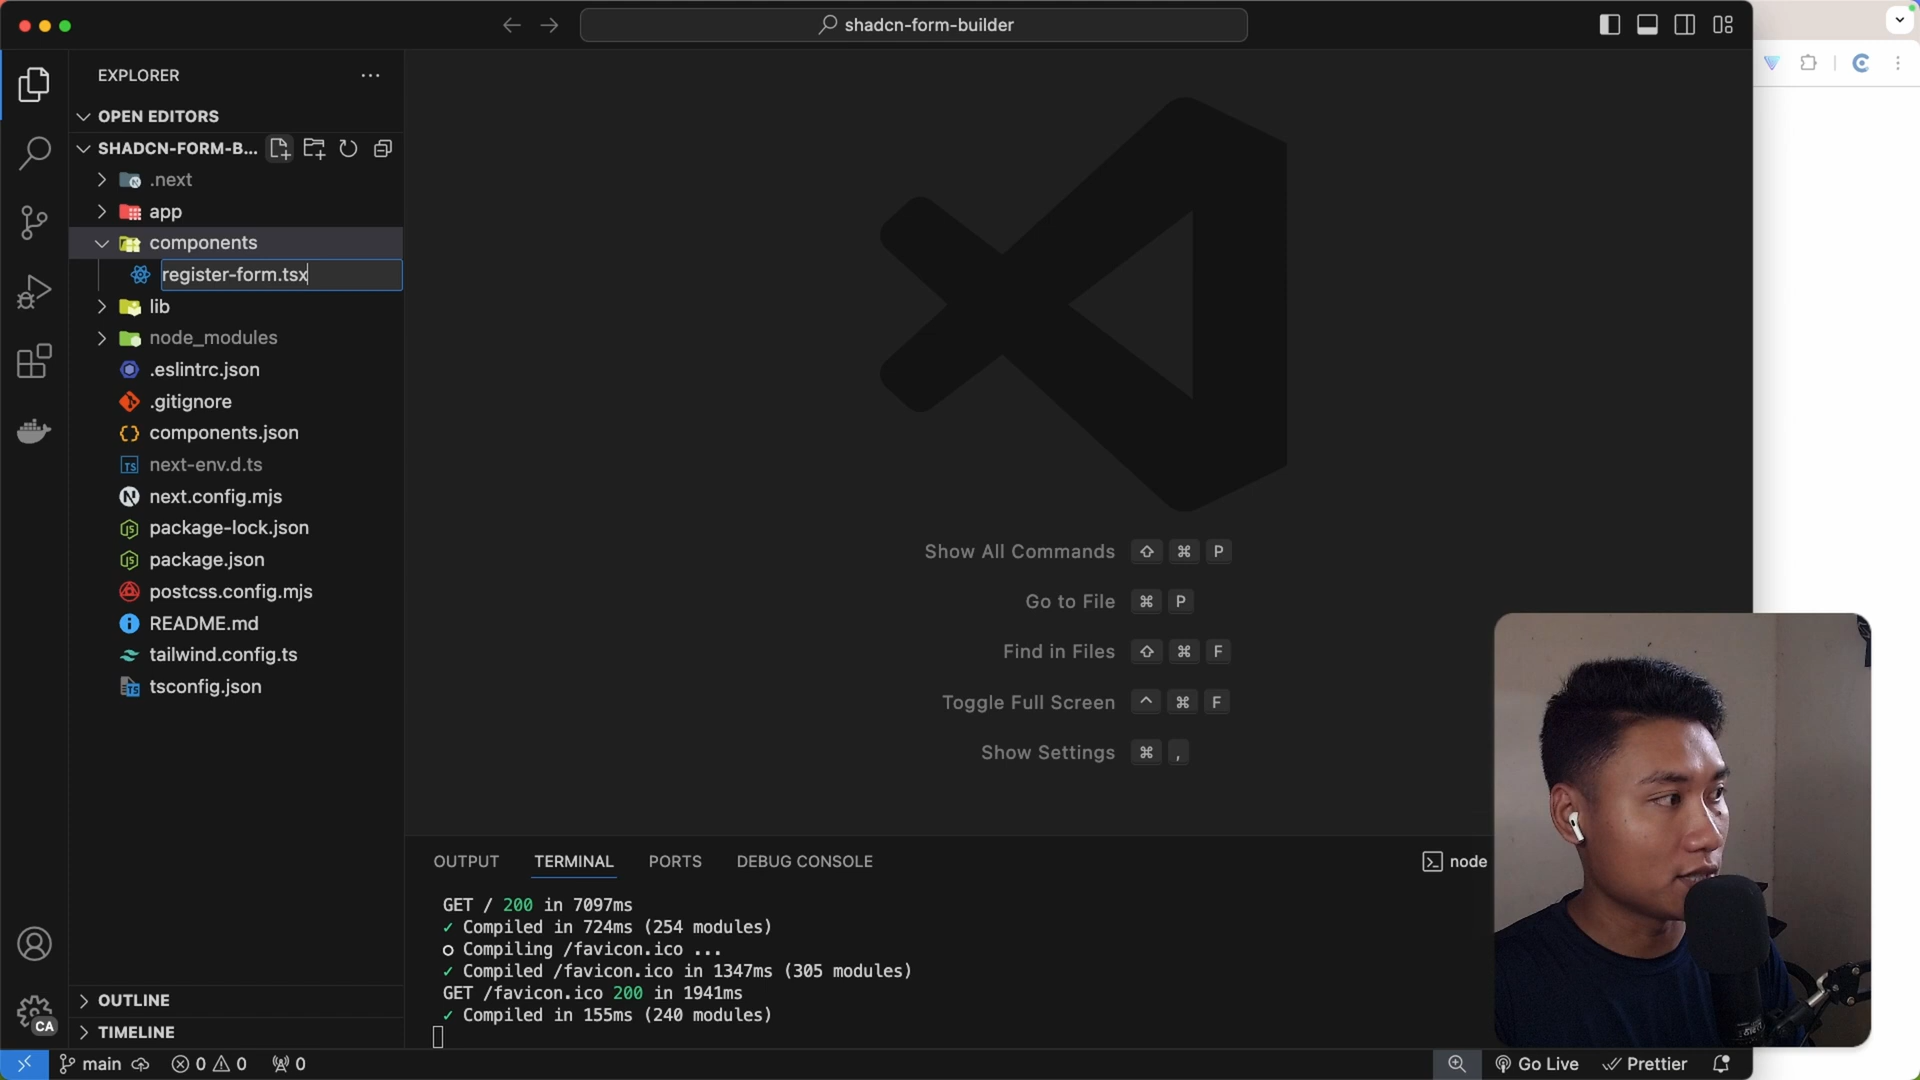 shadcn-form-builder
EXPLORER
OPEN EDITORS
SHADCN-FORM-B...
.next
app
components
register-form.tsx
lib
node_modules
.eslintrc.json
.gitignore
components.json
next-env.d.ts
next.config.mjs
package-lock.json
package.json
postcss.config.mjs
README.md
tailwind.config.ts
tsconfig.json
Show All Commands ⇧ ⌘ P
Go to File ⌘ P
Find in Files ⇧ ⌘ F
Toggle Full Screen ^ ⌘ F
Show Settings ⌘ ,
OUTPUT TERMINAL PORTS DEBUG CONSOLE node
GET / 200 in 7097ms
✓ Compiled in 724ms (254 modules)
○ Compiling /favicon.ico ...
✓ Compiled /favicon.ico in 1347ms (305 modules)
GET /favicon.ico 200 in 1941ms
✓ Compiled in 155ms (240 modules)
OUTLINE
CA
TIMELINE
main 0 0 0 Go Live Prettier